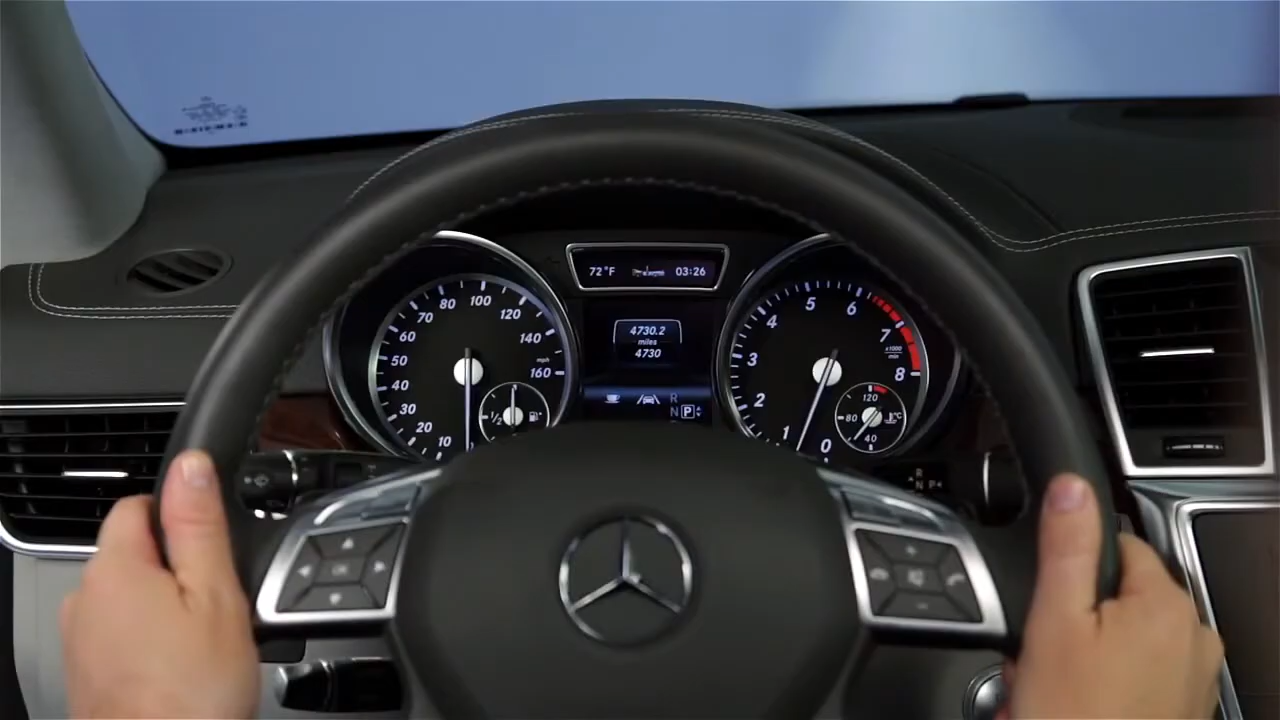 72°F 03:26
4730.2
miles
4730
R
N P
10 20 30 40 50 60 70 80 100 120 140 160
mph
1/2
0 1 2 3 4 5 6 7 8
x1000
min
40 80 120 °C
R
N P
OK